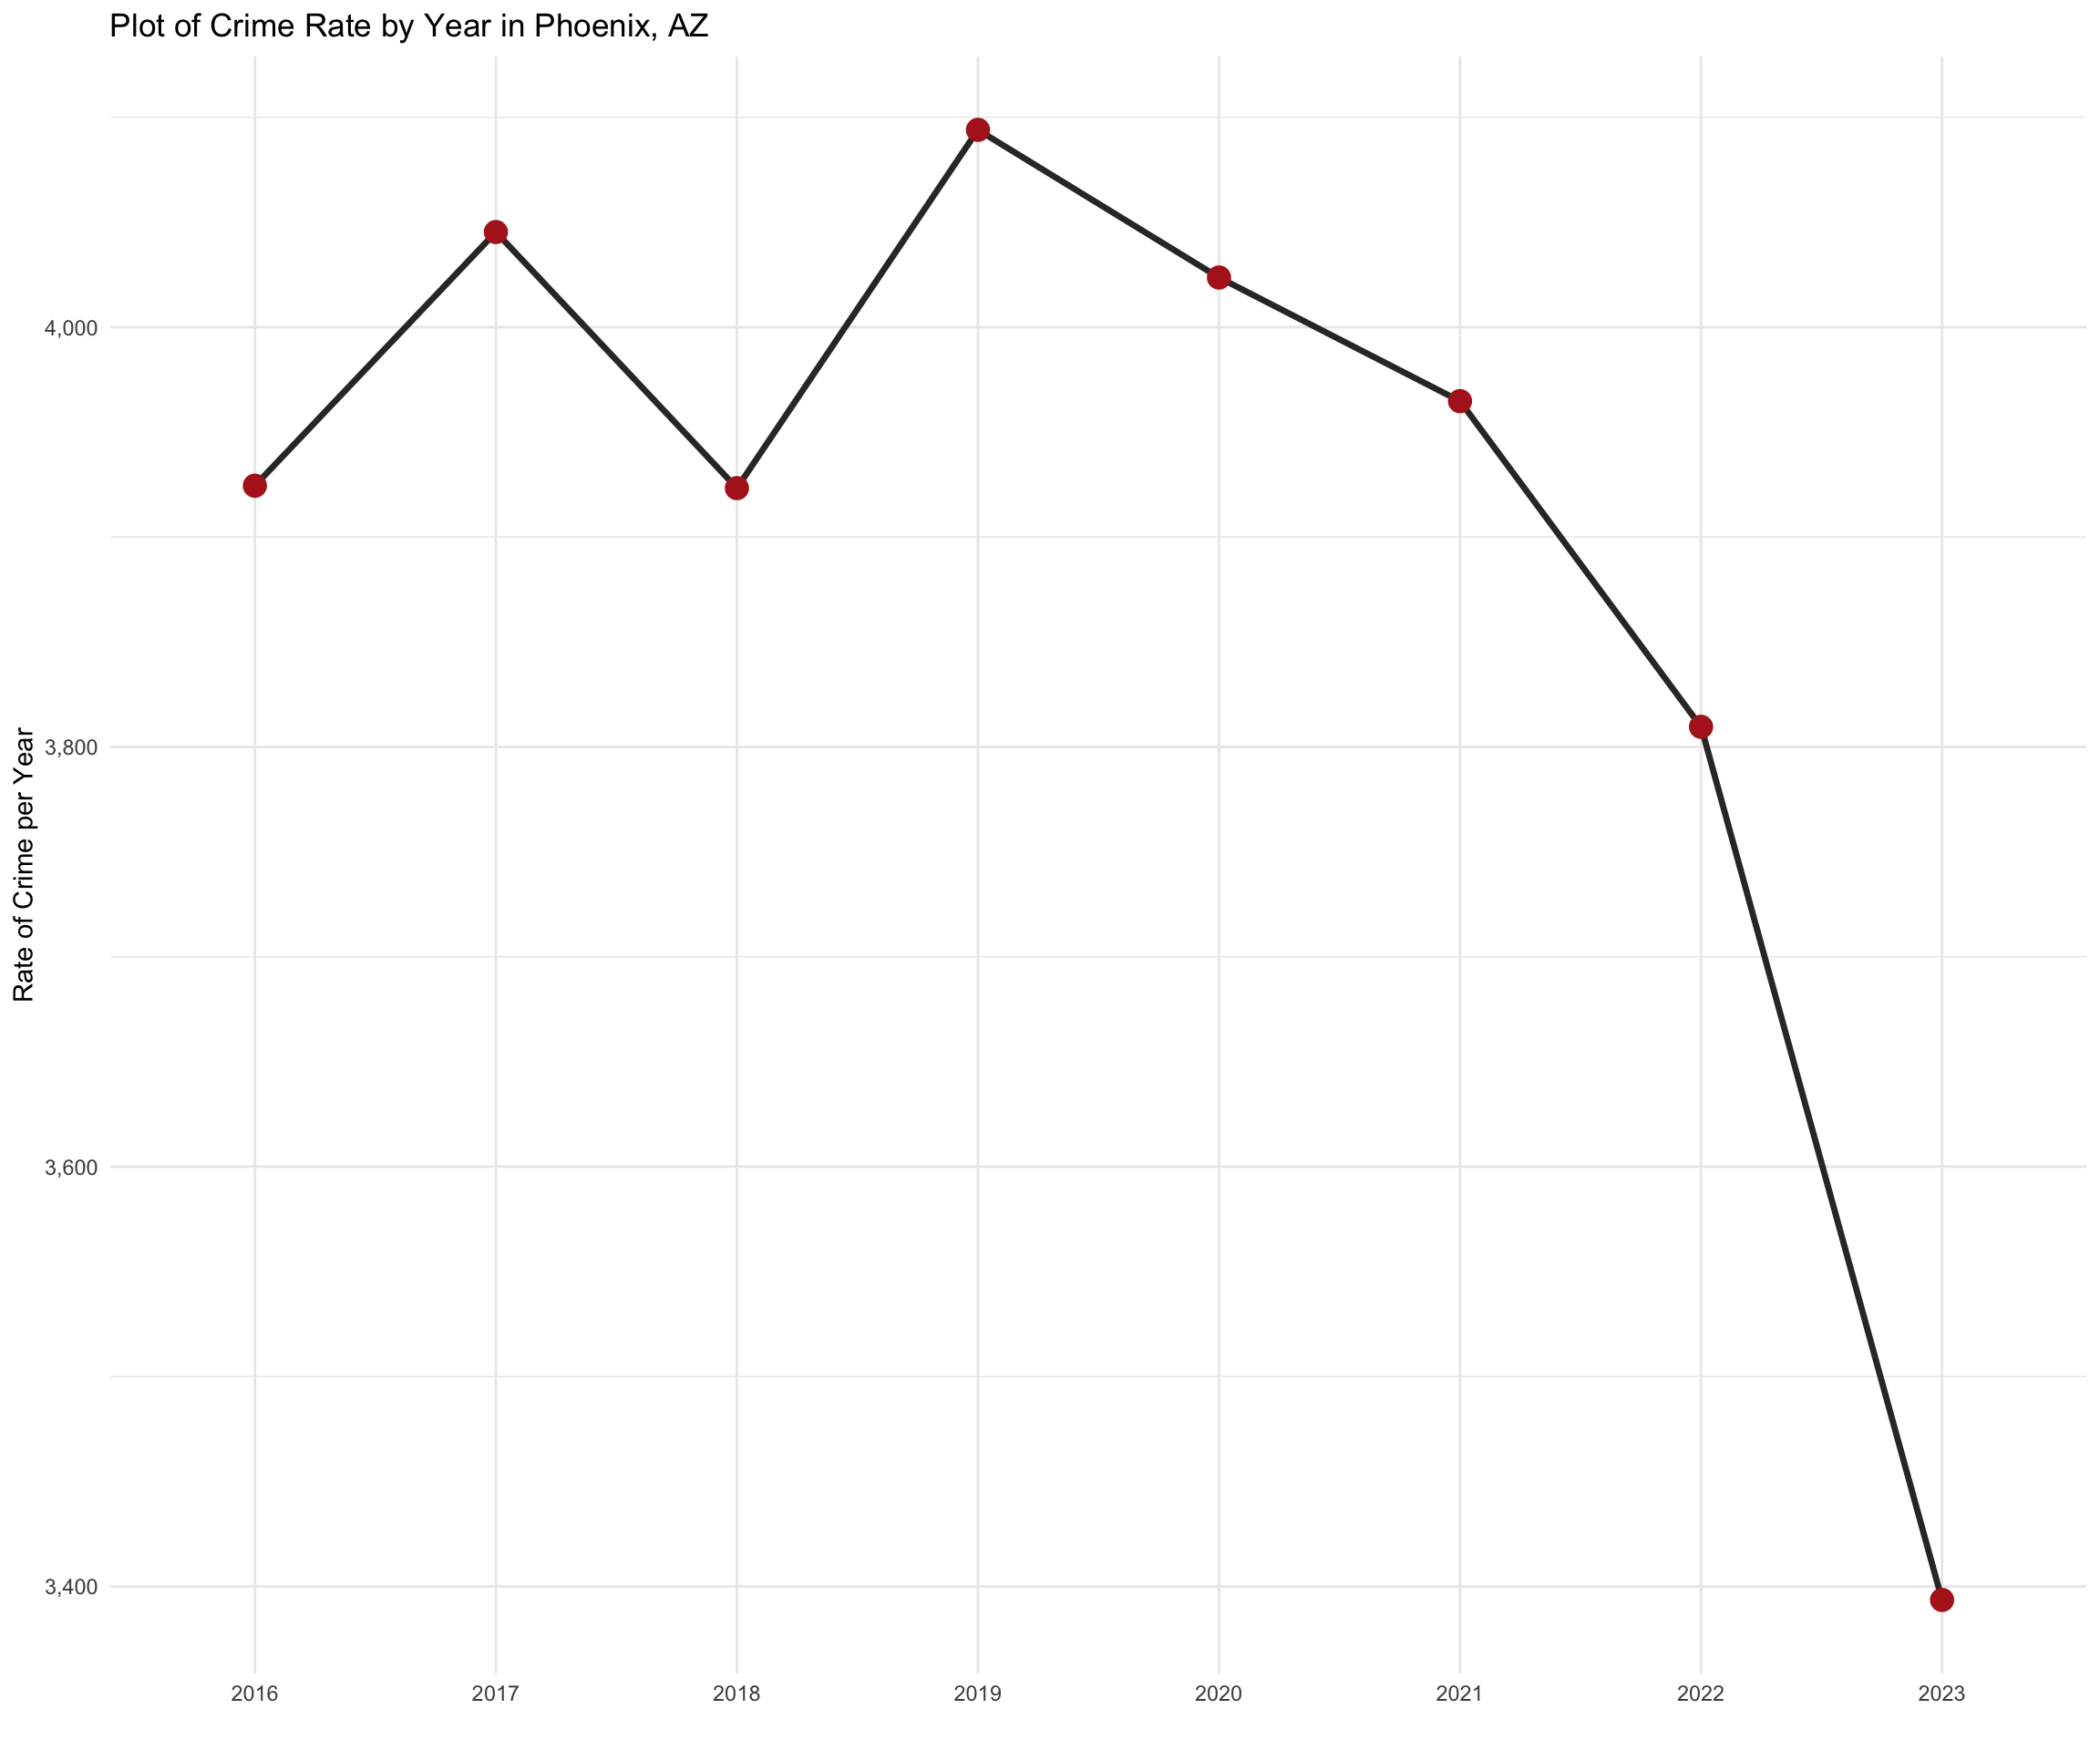 Plot of Crime Rate by Year in Phoenix, AZ
Rate of Crime per Year
4,000
3,800
3,600
3,400
2016 2017 2018 2019 2020 2021 2022 2023